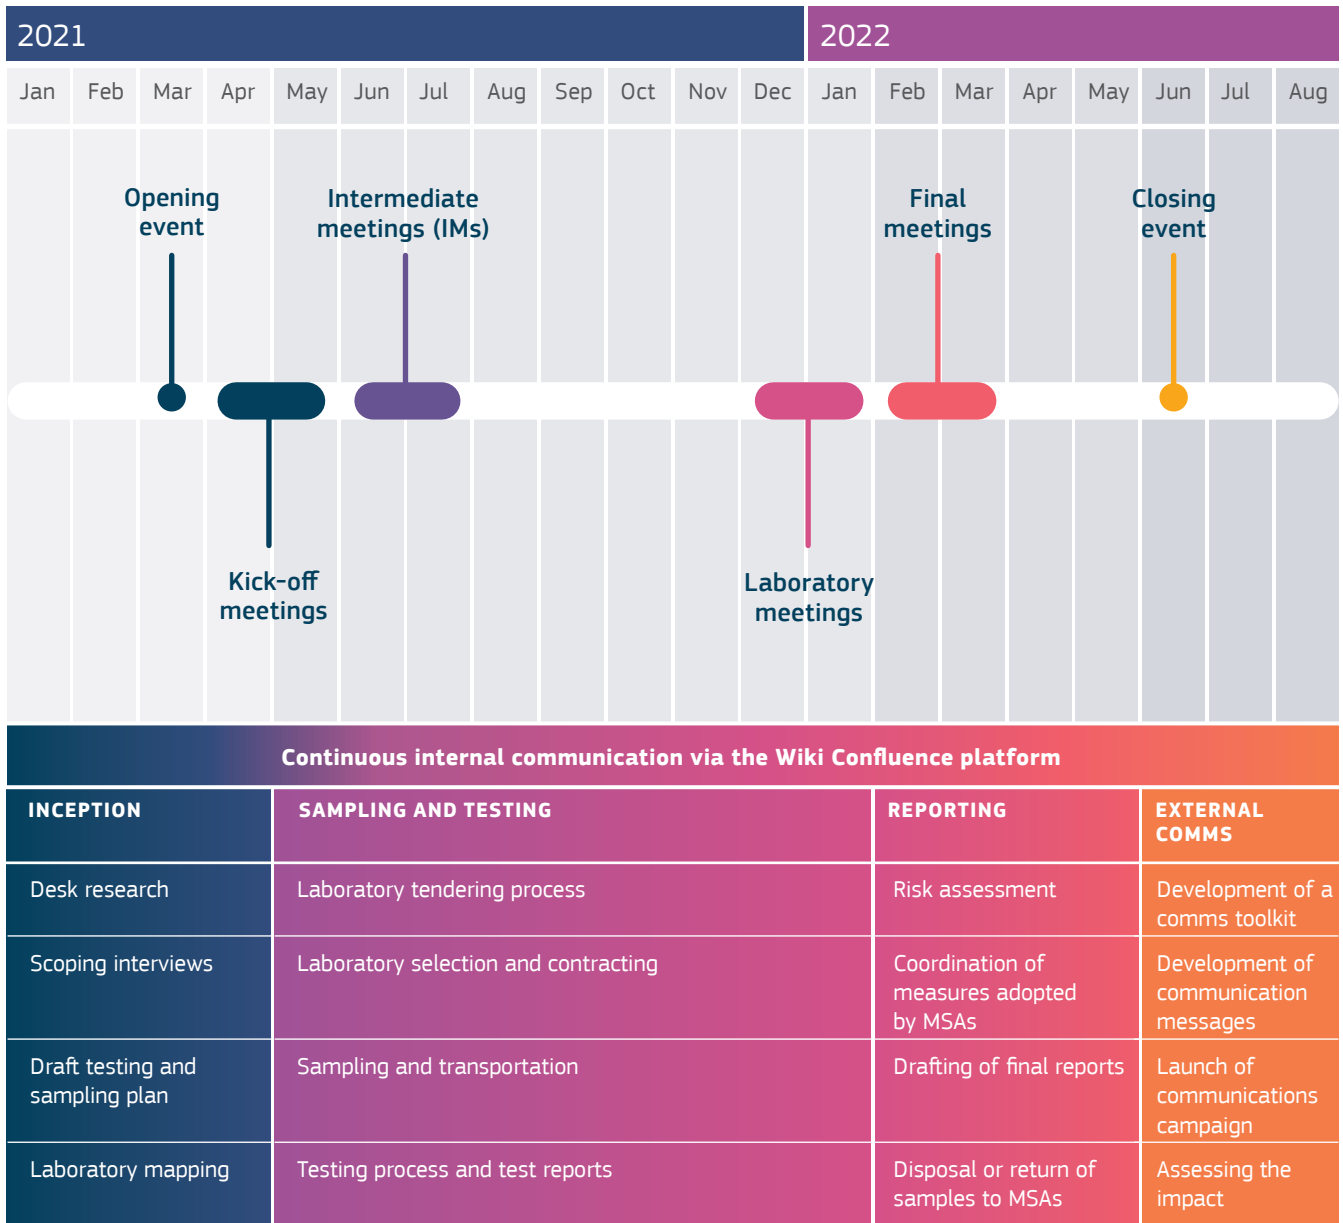 2021
2022
Jan Feb Mar Apr May Jun Jul Aug Sep Oct Nov Dec Jan Feb Mar Apr May Jun Jul Aug
Opening
event
Intermediate
meetings (IMs)
Final
meetings
Closing
event
Kick-off
meetings
Laboratory
meetings
Continuous internal communication via the Wiki Confluence platform
INCEPTION
Desk research
Scoping interviews
Draft testing and
sampling plan
Laboratory mapping
SAMPLING AND TESTING
Laboratory tendering process
Laboratory selection and contracting
Sampling and transportation
Testing process and test reports
REPORTING
Risk assessment
Coordination of
measures adopted
by MSAs
Drafting of final reports
Disposal or return of
samples to MSAs
EXTERNAL
COMMS
Development of a
comms toolkit
Development of
communication
messages
Launch of
communications
campaign
Assessing the
impact